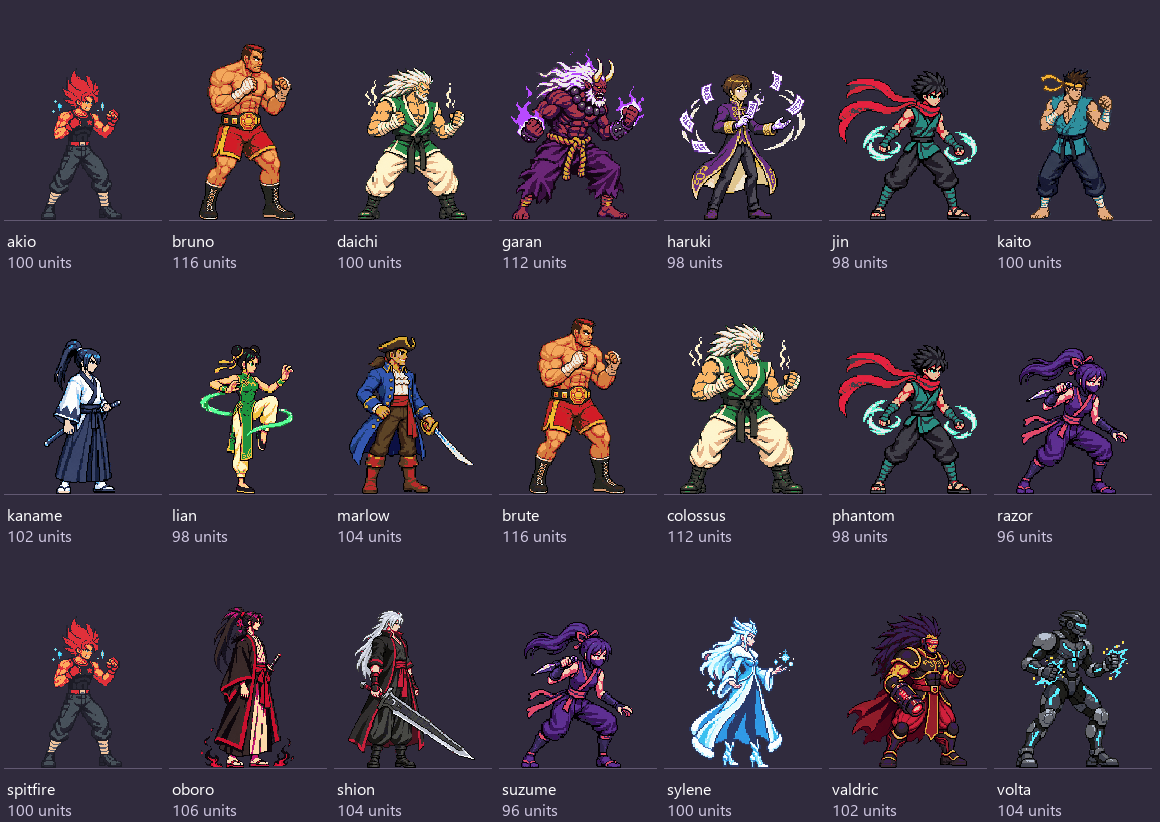 akio
100 units
bruno
116 units
daichi
100 units
garan
112 units
haruki
98 units
jin
98 units
kaito
100 units
kaname
102 units
lian
98 units
marlow
104 units
brute
116 units
colossus
112 units
phantom
98 units
razor
96 units
spitfire
100 units
oboro
106 units
shion
104 units
suzume
96 units
sylene
100 units
valdric
102 units
volta
104 units